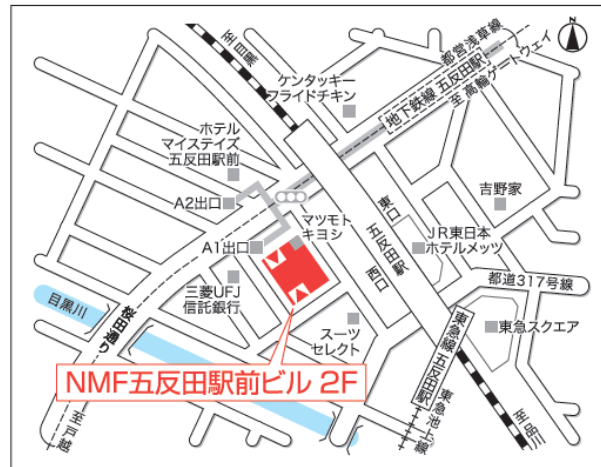 N
至目黒
都営浅草線
地下鉄線 五反田駅
至 高輪ゲートウェイ
ケンタッキー
フライドチキン
ホテル
マイステイズ
五反田駅前
A2出口
マツモト
キヨシ
A1出口
東口
五反田駅
西口
吉野家
JR東日本
ホテルメッツ
都道317号線
三菱UFJ
信託銀行
目黒川
桜田通り
スーツ
セレクト
東急スクエア
東急線 五反田駅
NMF五反田駅前ビル 2F
東急池上線
至戸越
至品川